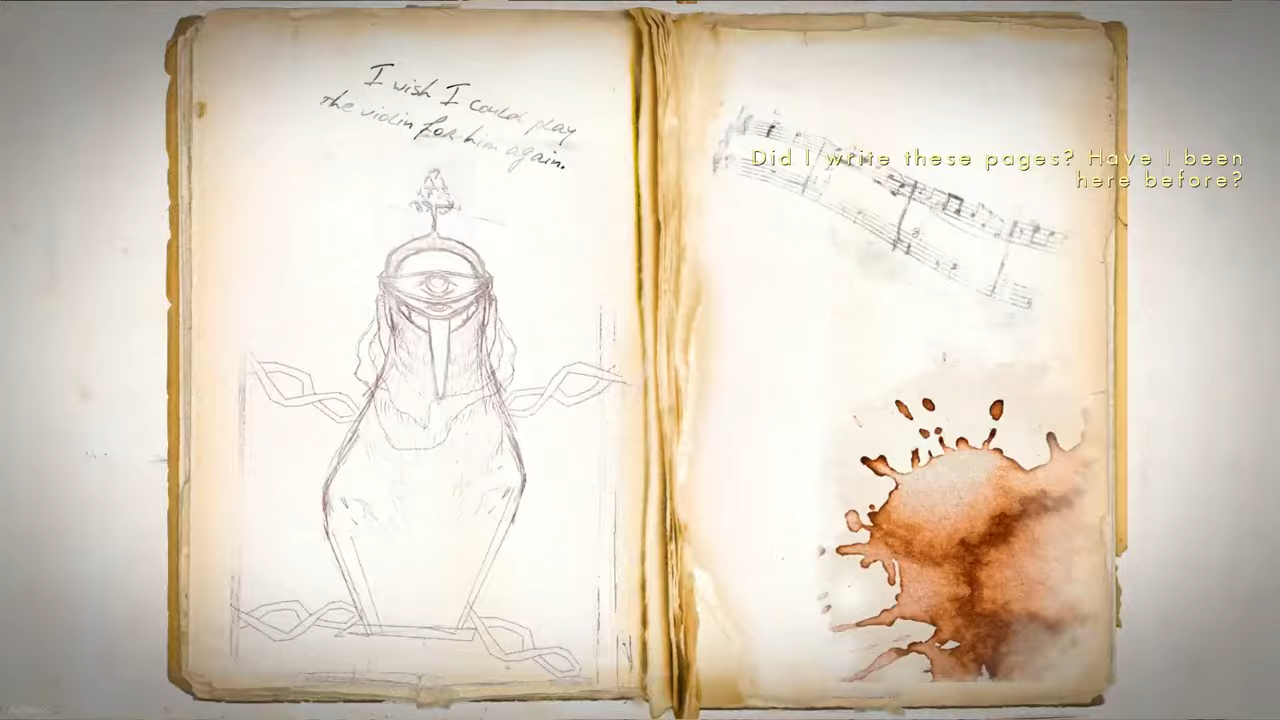 I wish I could play
the violin for him again.
Did I write these pages? Have I been
here before?